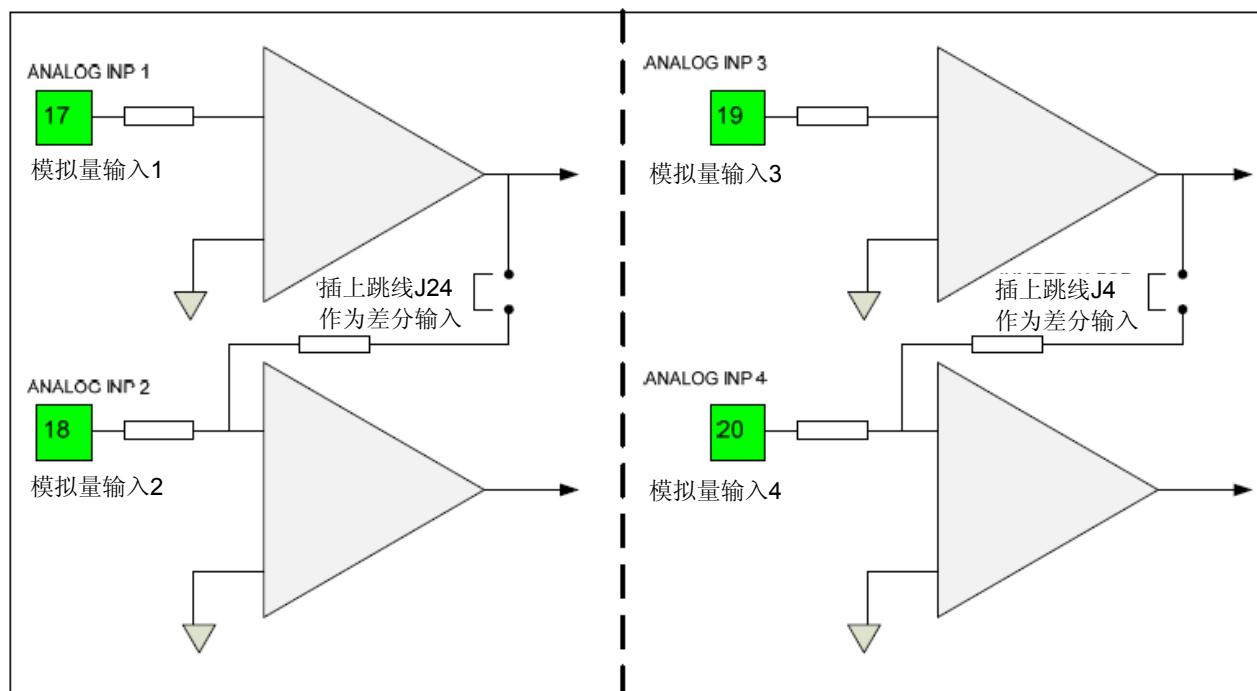 ANALOG INP 1
17
模拟量输入1
插上跳线J24
作为差分输入
ANALOG INP 2
18
模拟量输入2
ANALOG INP 3
19
模拟量输入3
插上跳线J4
作为差分输入
ANALOG INP 4
20
模拟量输入4